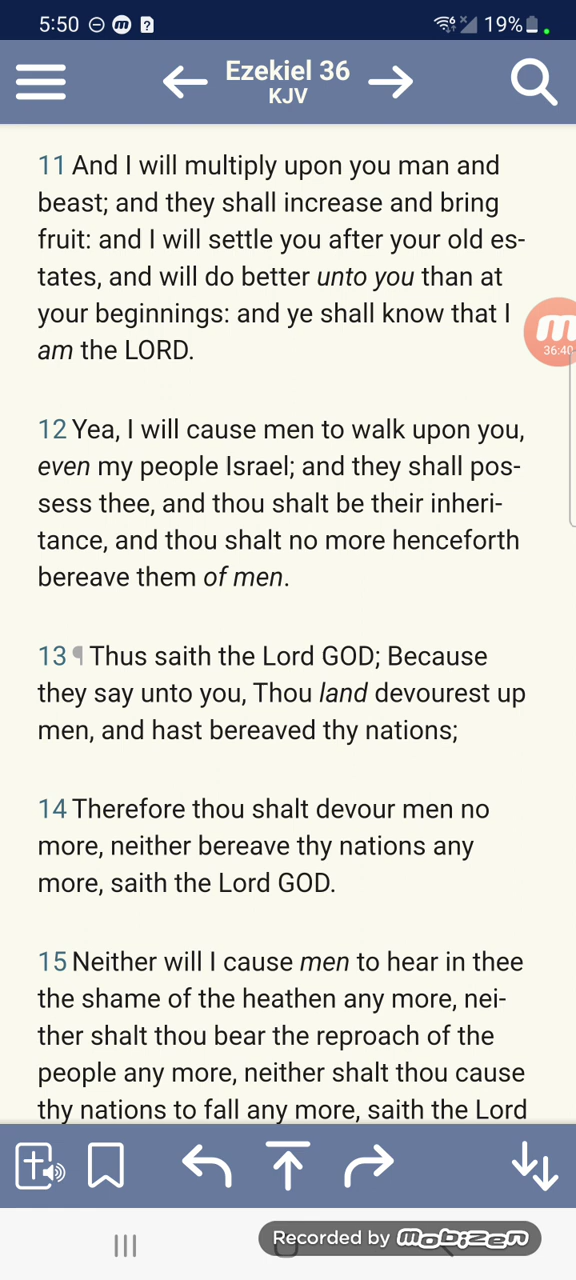 5:50 19%
Ezekiel 36
KJV
11 And I will multiply upon you man and
beast; and they shall increase and bring
fruit: and I will settle you after your old es-
tates, and will do better unto you than at
your beginnings: and ye shall know that I
am the LORD.
36:40
12 Yea, I will cause men to walk upon you,
even my people Israel; and they shall pos-
sess thee, and thou shalt be their inheri-
tance, and thou shalt no more henceforth
bereave them of men.
13 ¶ Thus saith the Lord GOD; Because
they say unto you, Thou land devourest up
men, and hast bereaved thy nations;
14 Therefore thou shalt devour men no
more, neither bereave thy nations any
more, saith the Lord GOD.
15 Neither will I cause men to hear in thee
the shame of the heathen any more, nei-
ther shalt thou bear the reproach of the
people any more, neither shalt thou cause
thy nations to fall any more, saith the Lord
Recorded by mobizen